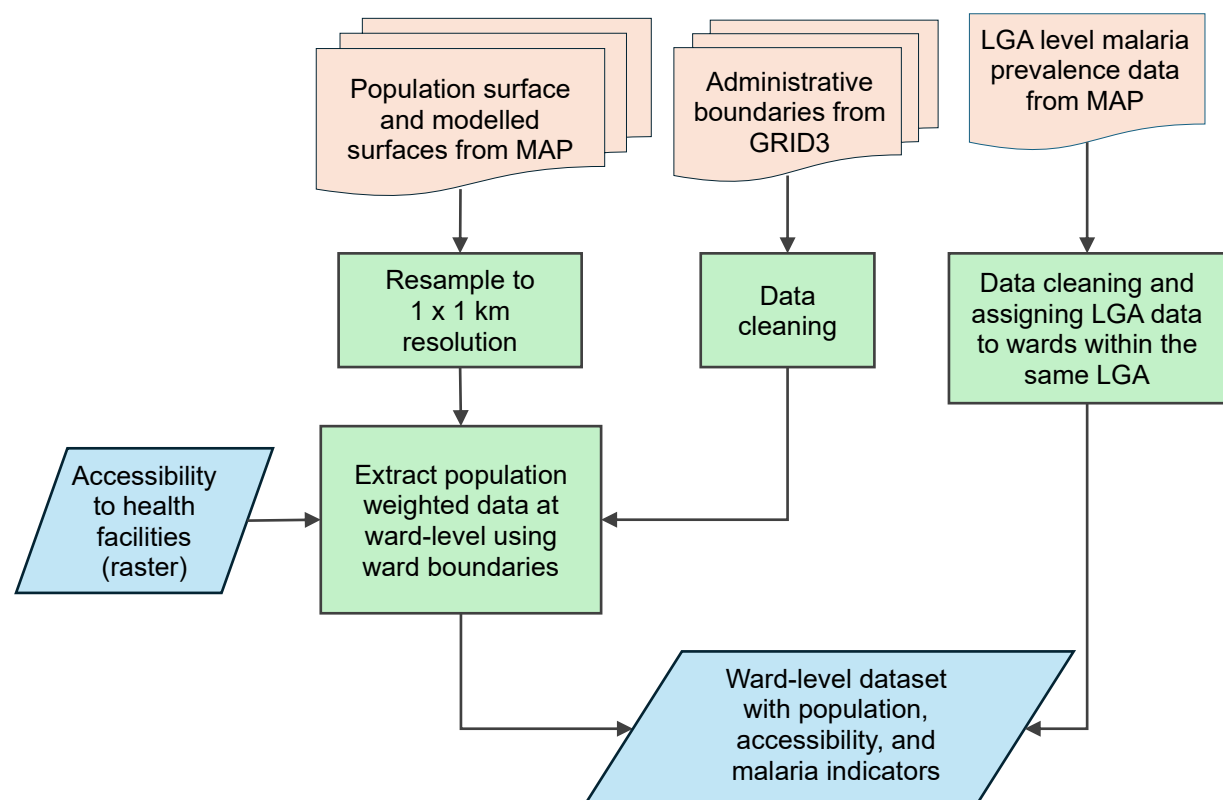 Population surface
and modelled
surfaces from MAP
Administrative
boundaries from
GRID3
LGA level malaria
prevalence data
from MAP
Resample to
1 x 1 km
resolution
Data
cleaning
Data cleaning and
assigning LGA data
to wards within the
same LGA
Accessibility
to health
facilities
(raster)
Extract population
weighted data at
ward-level using
ward boundaries
Ward-level dataset
with population,
accessibility, and
malaria indicators